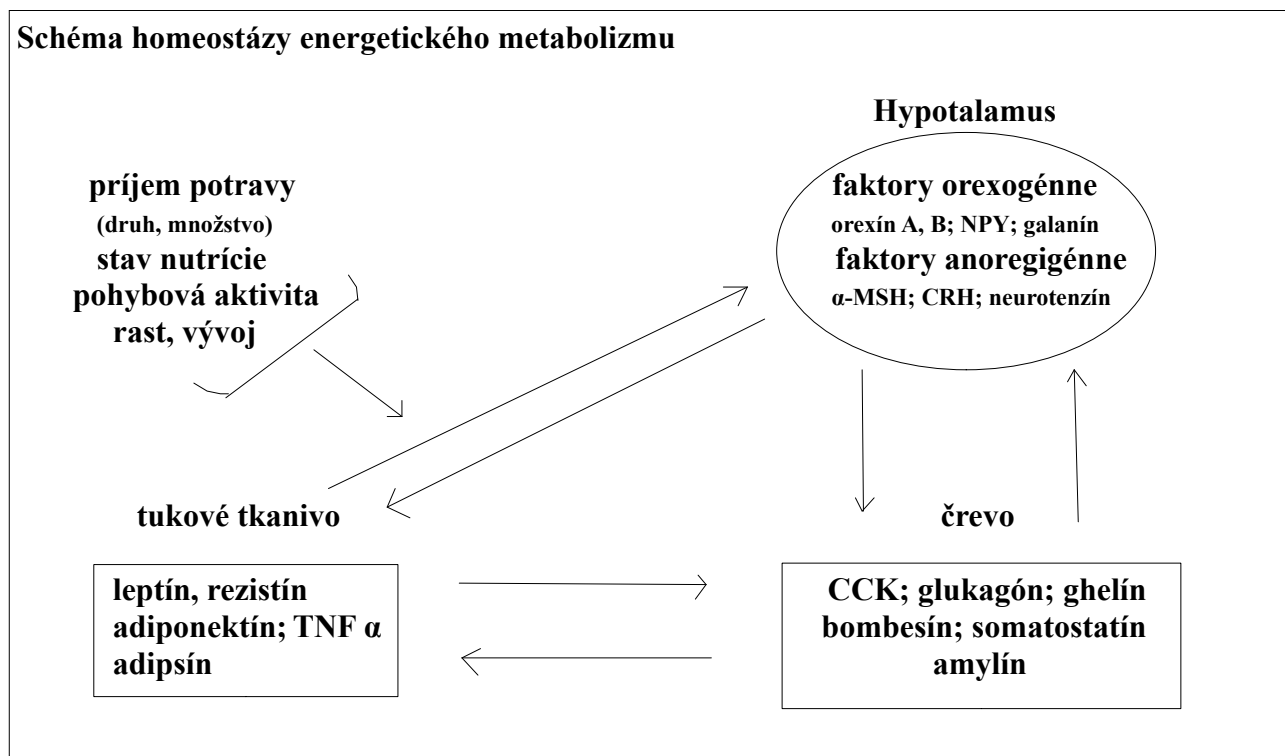 Schéma homeostázy energetického metabolizmu
Hypotalamus
príjem potravy
(druh, množstvo)
stav nutrície
pohybová aktivita
rast, vývoj
faktory orexogénne
orexín A, B; NPY; galanín
faktory anoregigénne
α-MSH; CRH; neurotenzín
tukové tkanivo
črevo
leptín, rezistín
adiponektín; TNF α
adipsín
CCK; glukagón; ghelín
bombesín; somatostatín
amylín